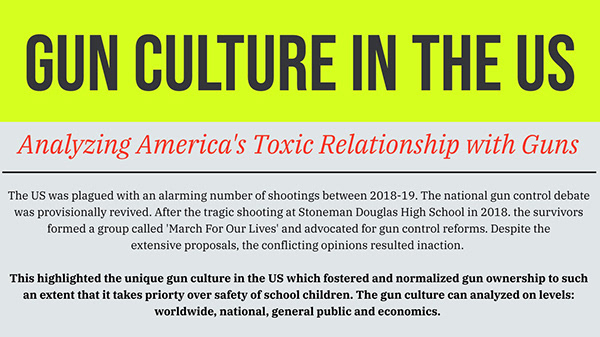 GUN CULTURE IN THE US
Analyzing America's Toxic Relationship with Guns
The US was plagued with an alarming number of shootings between 2018-19. The national gun control debate
was provisionally revived. After the tragic shooting at Stoneman Douglas High School in 2018. the survivors
formed a group called 'March For Our Lives' and advocated for gun control reforms. Despite the
extensive proposals, the conflicting opinions resulted inaction.
This highlighted the unique gun culture in the US which fostered and normalized gun ownership to such
an extent that it takes priorty over safety of school children. The gun culture can analyzed on levels:
worldwide, national, general public and economics.